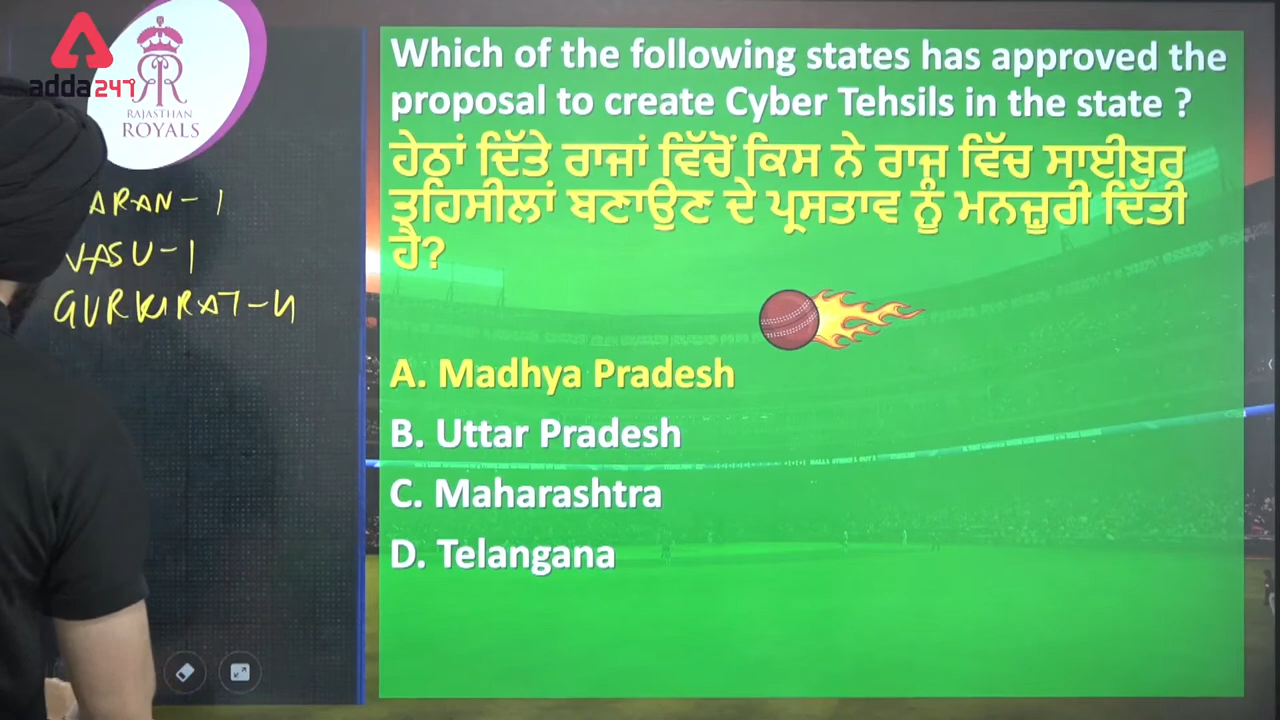 adda247
RAJASTHAN
ROYALS
ARAN - 1
VASU - 1
GURKIRAT - 4
Which of the following states has approved the
proposal to create Cyber Tehsils in the state ?
ਹੇਠਾਂ ਦਿੱਤੇ ਰਾਜਾਂ ਵਿੱਚੋਂ ਕਿਸ ਨੇ ਰਾਜ ਵਿੱਚ ਸਾਈਬਰ
ਤਹਿਸੀਲਾਂ ਬਣਾਉਣ ਦੇ ਪ੍ਰਸਤਾਵ ਨੂੰ ਮਨਜ਼ੂਰੀ ਦਿੱਤੀ
ਹੈ?
A. Madhya Pradesh
B. Uttar Pradesh
C. Maharashtra
D. Telangana